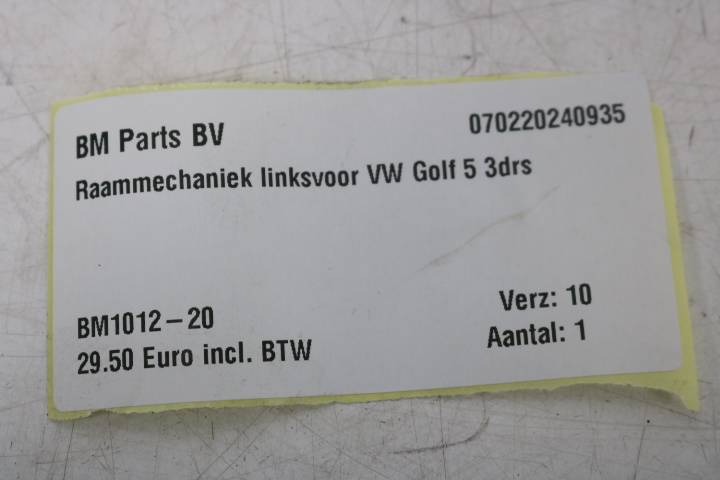 BM Parts BV 070220240935
Raammechaniek linksvoor VW Golf 5 3drs
BM1012-20 Verz: 10
29.50 Euro incl. BTW Aantal: 1